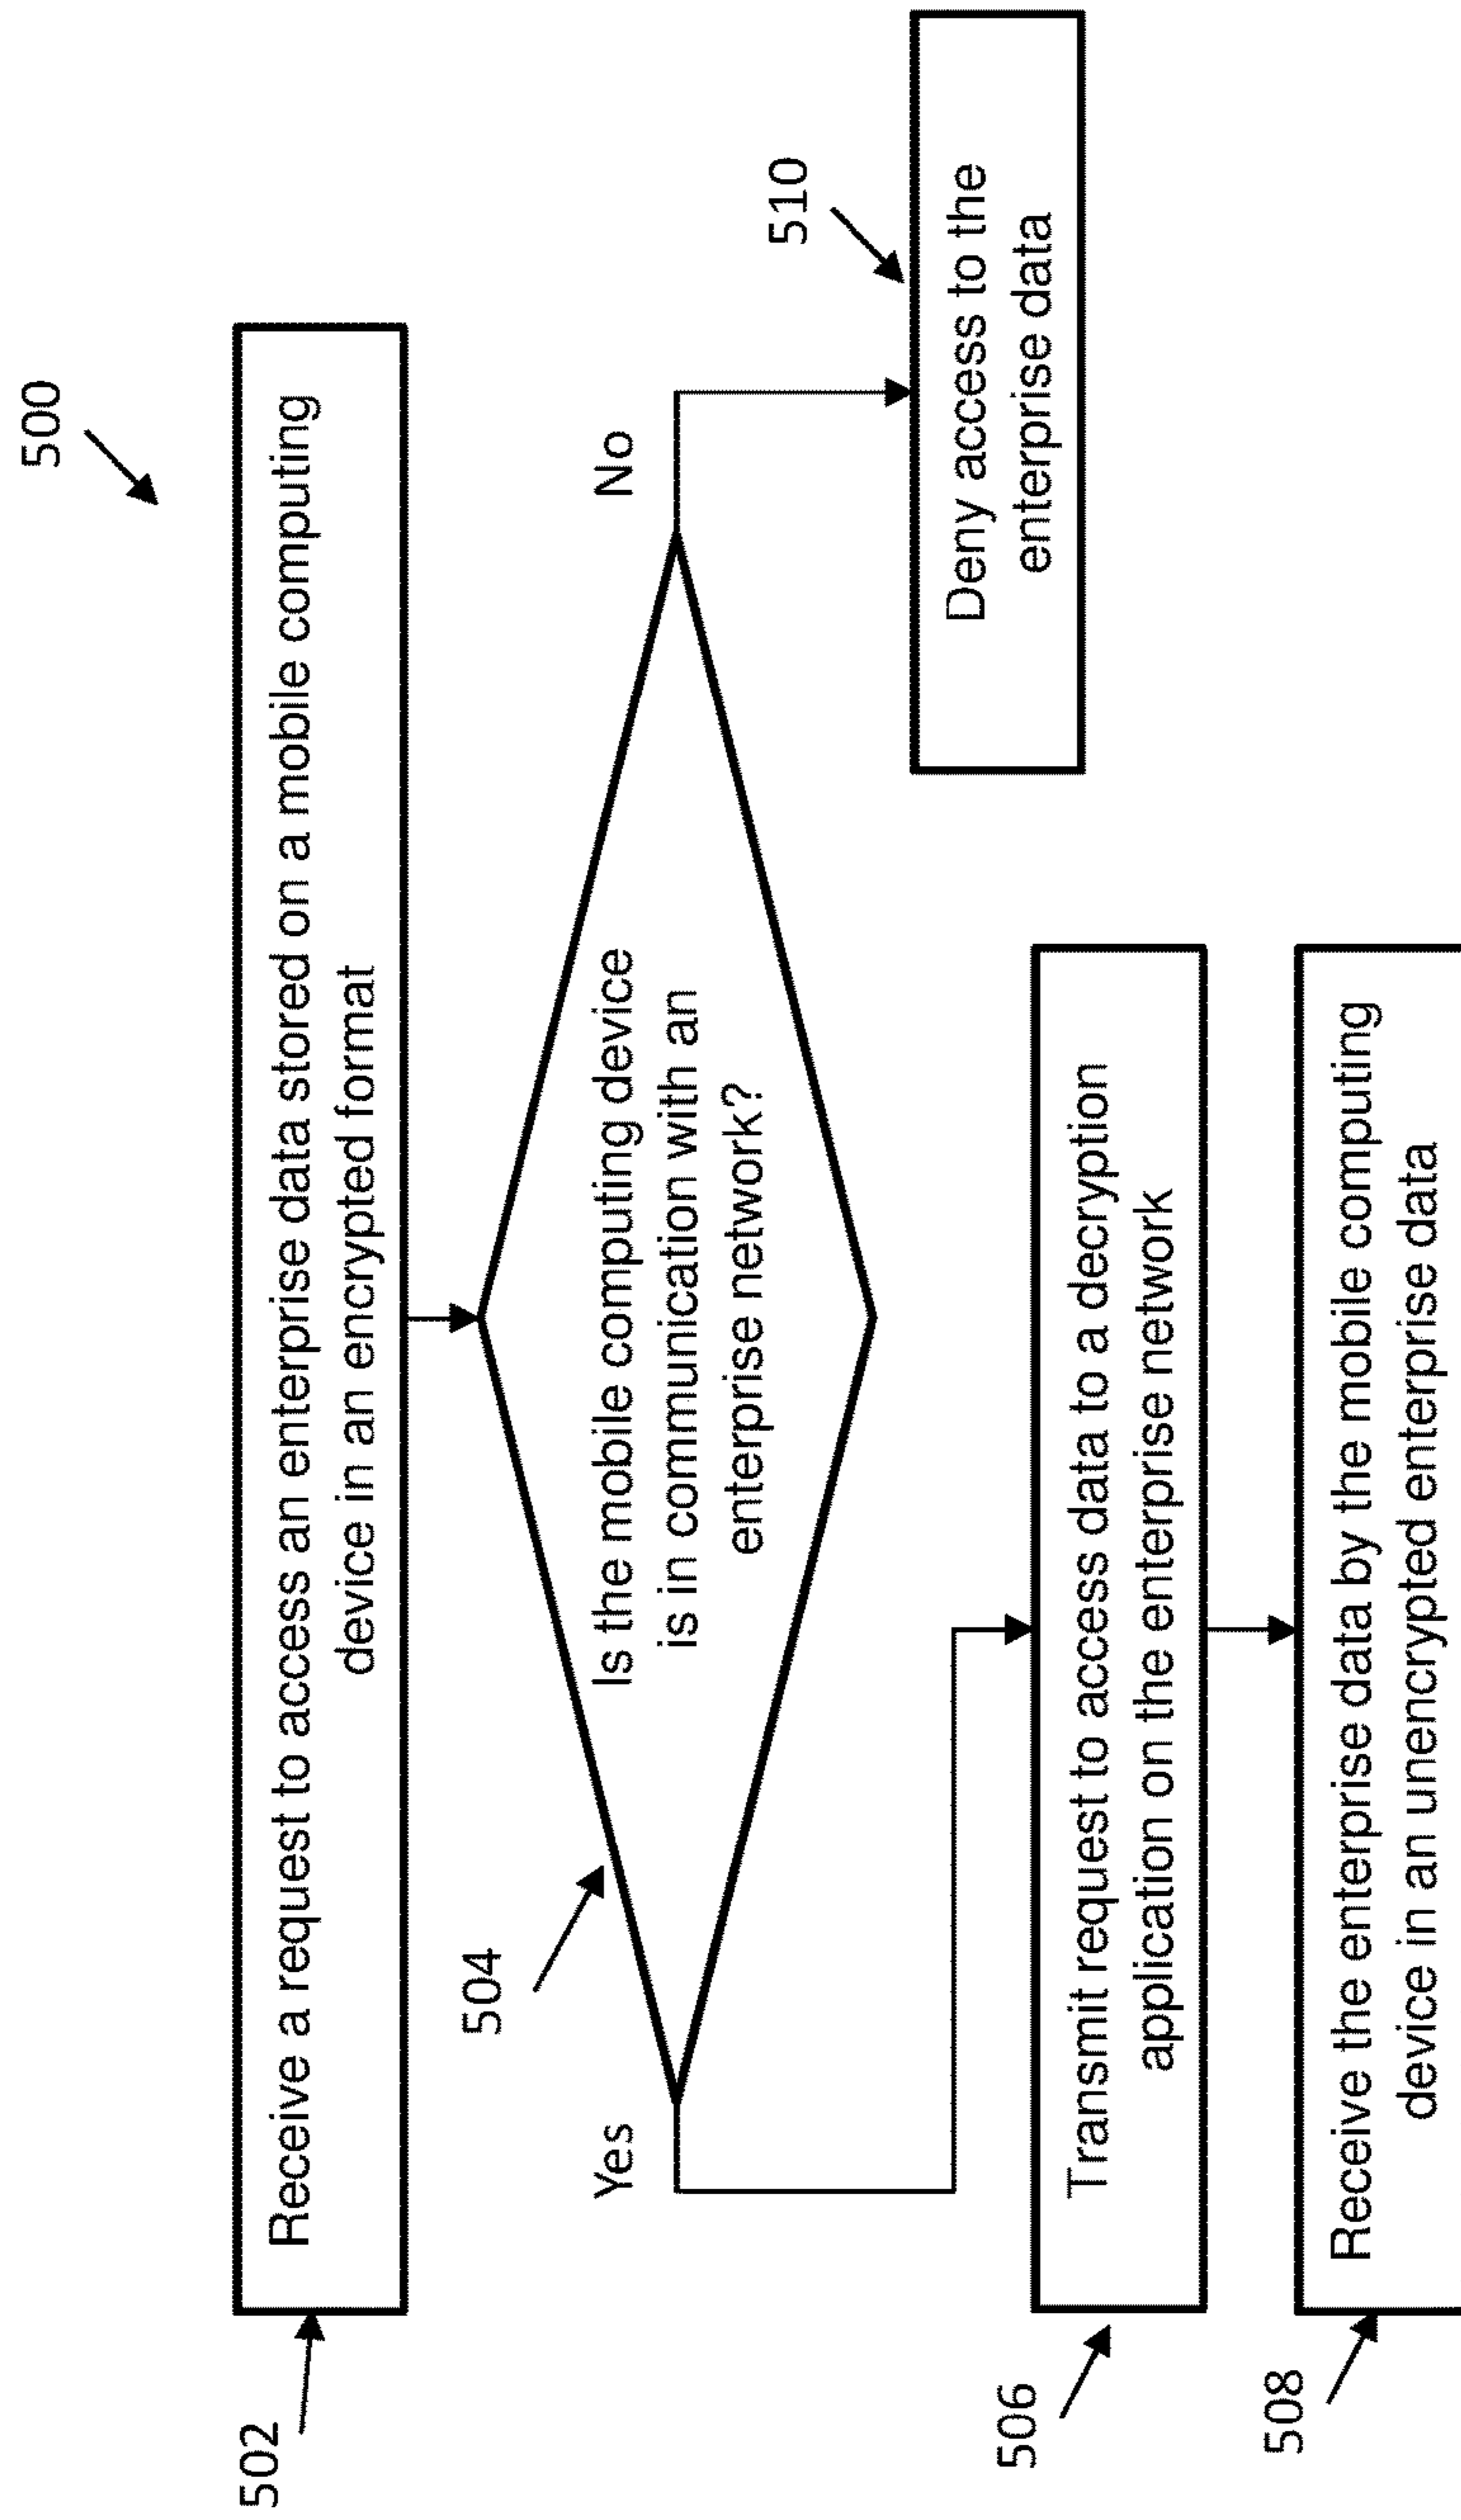 500
502
Receive a request to access an enterprise data stored on a mobile computing
device in an encrypted format
504
Is the mobile computing device
is in communication with an
enterprise network?
Yes
No
510
Deny access to the
enterprise data
506
Transmit request to access data to a decryption
application on the enterprise network
508
Receive the enterprise data by the mobile computing
device in an unencrypted enterprise data